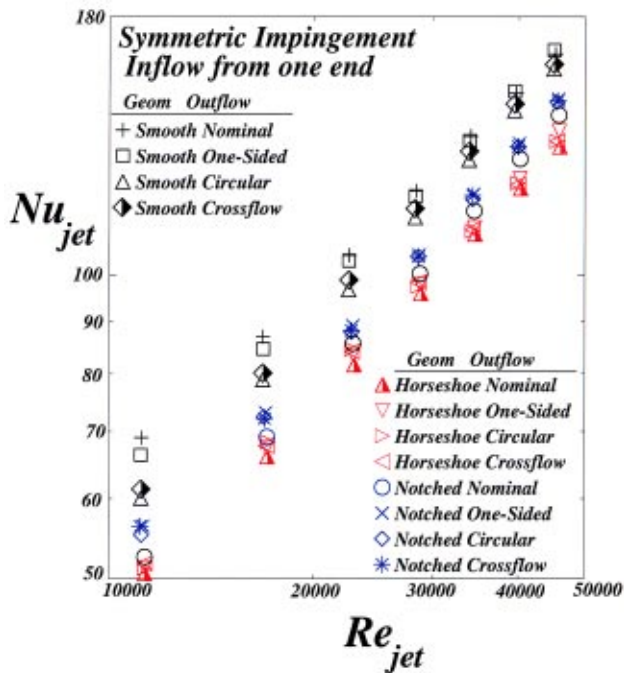 180
Symmetric Impingement
Inflow from one end
Geom Outflow
Smooth Nominal
Smooth One-Sided
Smooth Circular
Smooth Crossflow
Nu jet
100
90
80
70
60
50
Geom Outflow
Horseshoe Nominal
Horseshoe One-Sided
Horseshoe Circular
Horseshoe Crossflow
Notched Nominal
Notched One-Sided
Notched Circular
Notched Crossflow
10000 20000 30000 40000 50000
Re jet